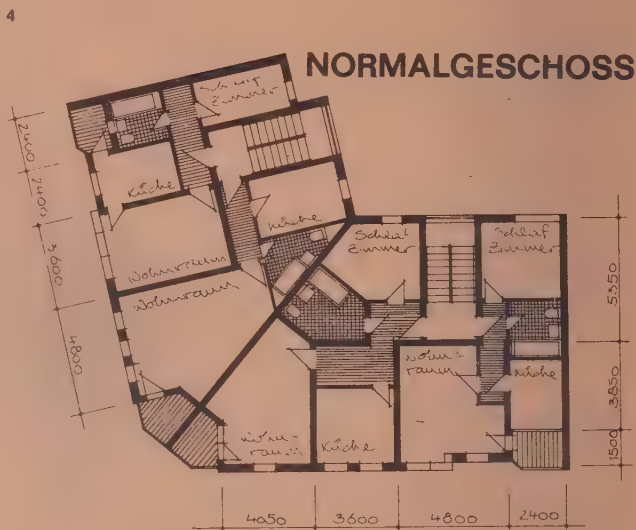 4
NORMALGESCHOSS
Schlaf
Zimmer
Küche
Küche
Wohnraum
Wohnraum
Schlaf
Zimmer
Schlaf
Zimmer
Wohn-
raum
Küche
Wohn-
raum
Küche
2400
2400
3600
4800
5350
3850
1500
4050
3600
4800
2400